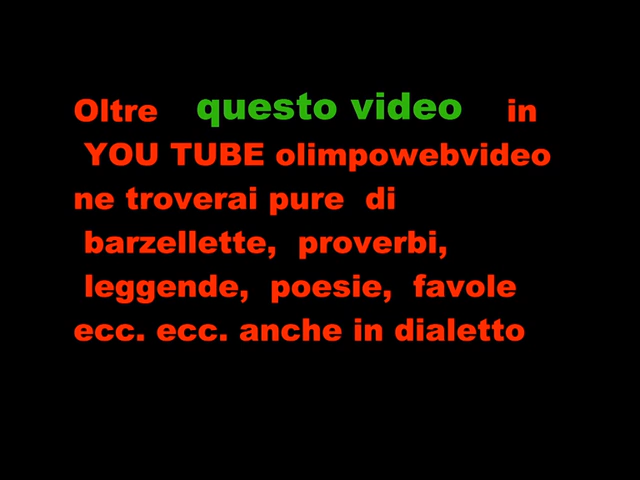 Oltre questo video in
YOU TUBE olimpowebvideo
ne troverai pure di
barzellette, proverbi,
leggende, poesie, favole
ecc. ecc. anche in dialetto